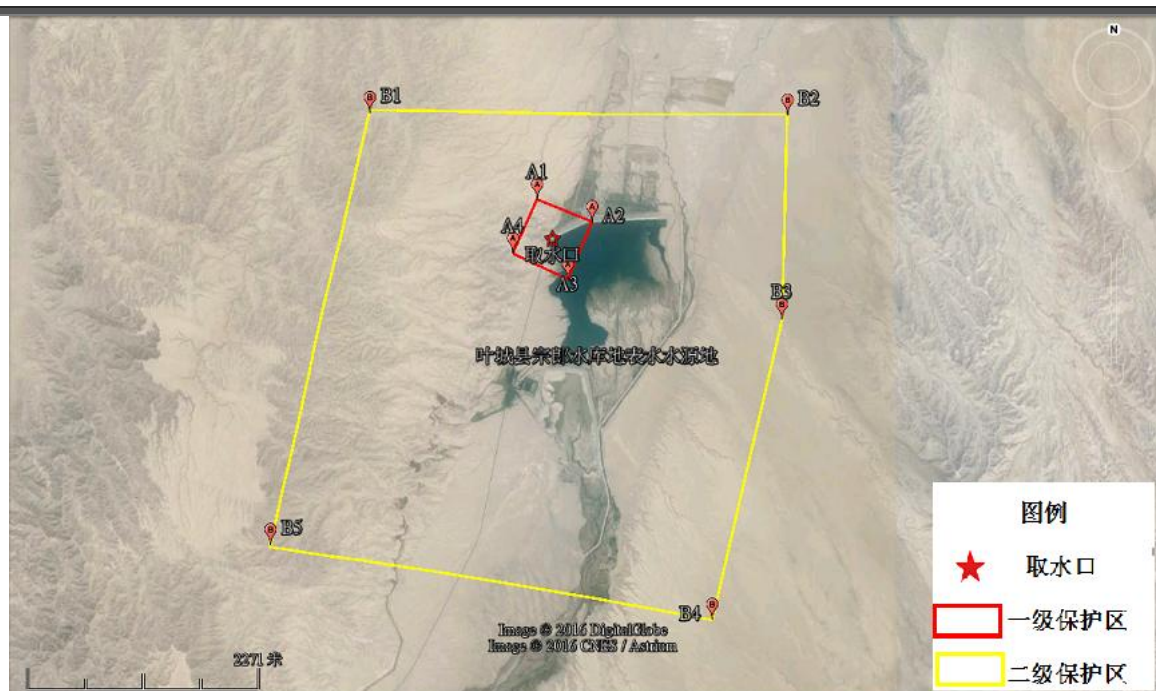 N
B B1
B B2
A1
A
A A2
A4
A
取水口
A
A3
B3
B
叶城县宗郎水库地表水水源地
B B5
B4 B
Image © 2016 DigitalGlobe
Image © 2016 CNES / Astrium
2271 米
图例
取水口
一级保护区
二级保护区